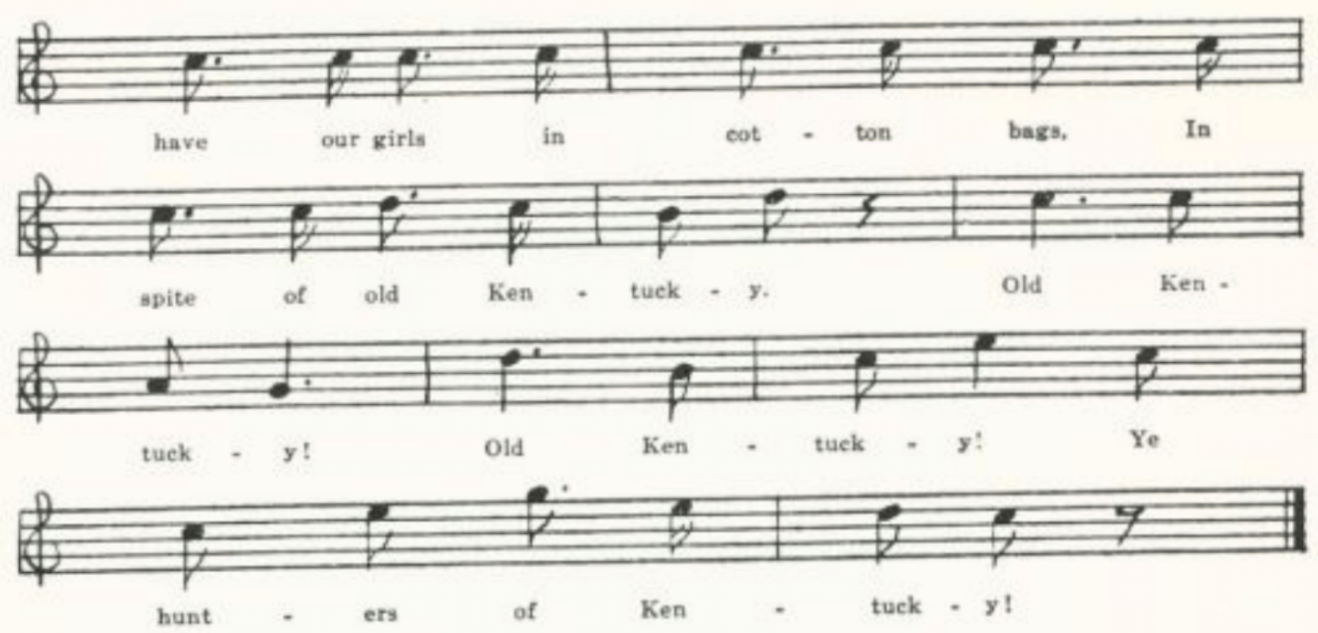 have our girls in cot - ton bags, In
spite of old Ken - tuck - y. Old Ken -
tuck - y! Old Ken - tuck - y! Ye
hunt - ers of Ken - tuck - y!